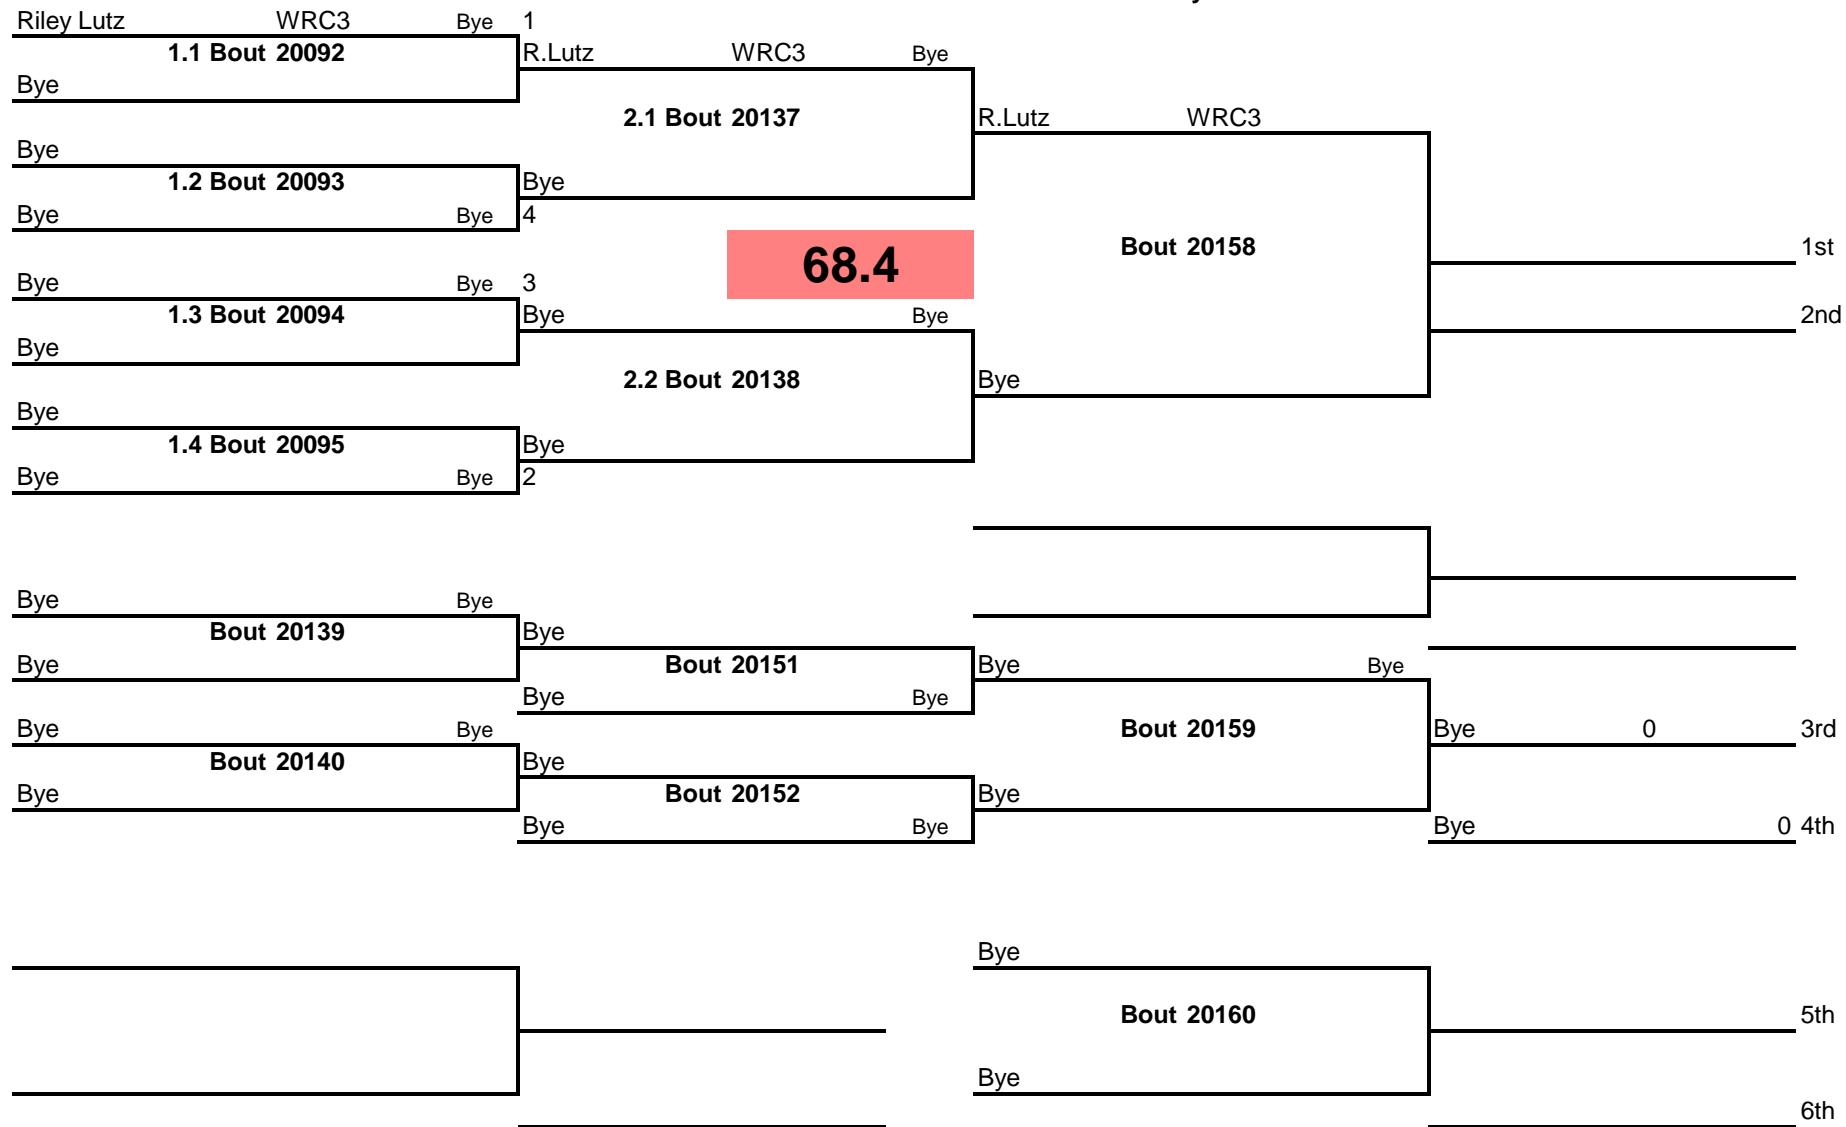 Riley Lutz WRC3 Bye 1
1.1 Bout 20092 R.Lutz WRC3 Bye
Bye
2.1 Bout 20137 R.Lutz WRC3
Bye
1.2 Bout 20093 Bye
Bye Bye 4
68.4 Bout 20158 1st
Bye Bye 3
1.3 Bout 20094 Bye Bye 2nd
Bye
2.2 Bout 20138 Bye
Bye
1.4 Bout 20095 Bye
Bye Bye 2
Bye Bye
Bout 20139 Bye
Bye Bout 20151 Bye Bye
Bye Bye
Bye Bye Bout 20159 Bye 0 3rd
Bout 20140 Bye
Bye Bout 20152 Bye
Bye Bye Bye 0 4th
Bye
Bout 20160 5th
Bye
6th